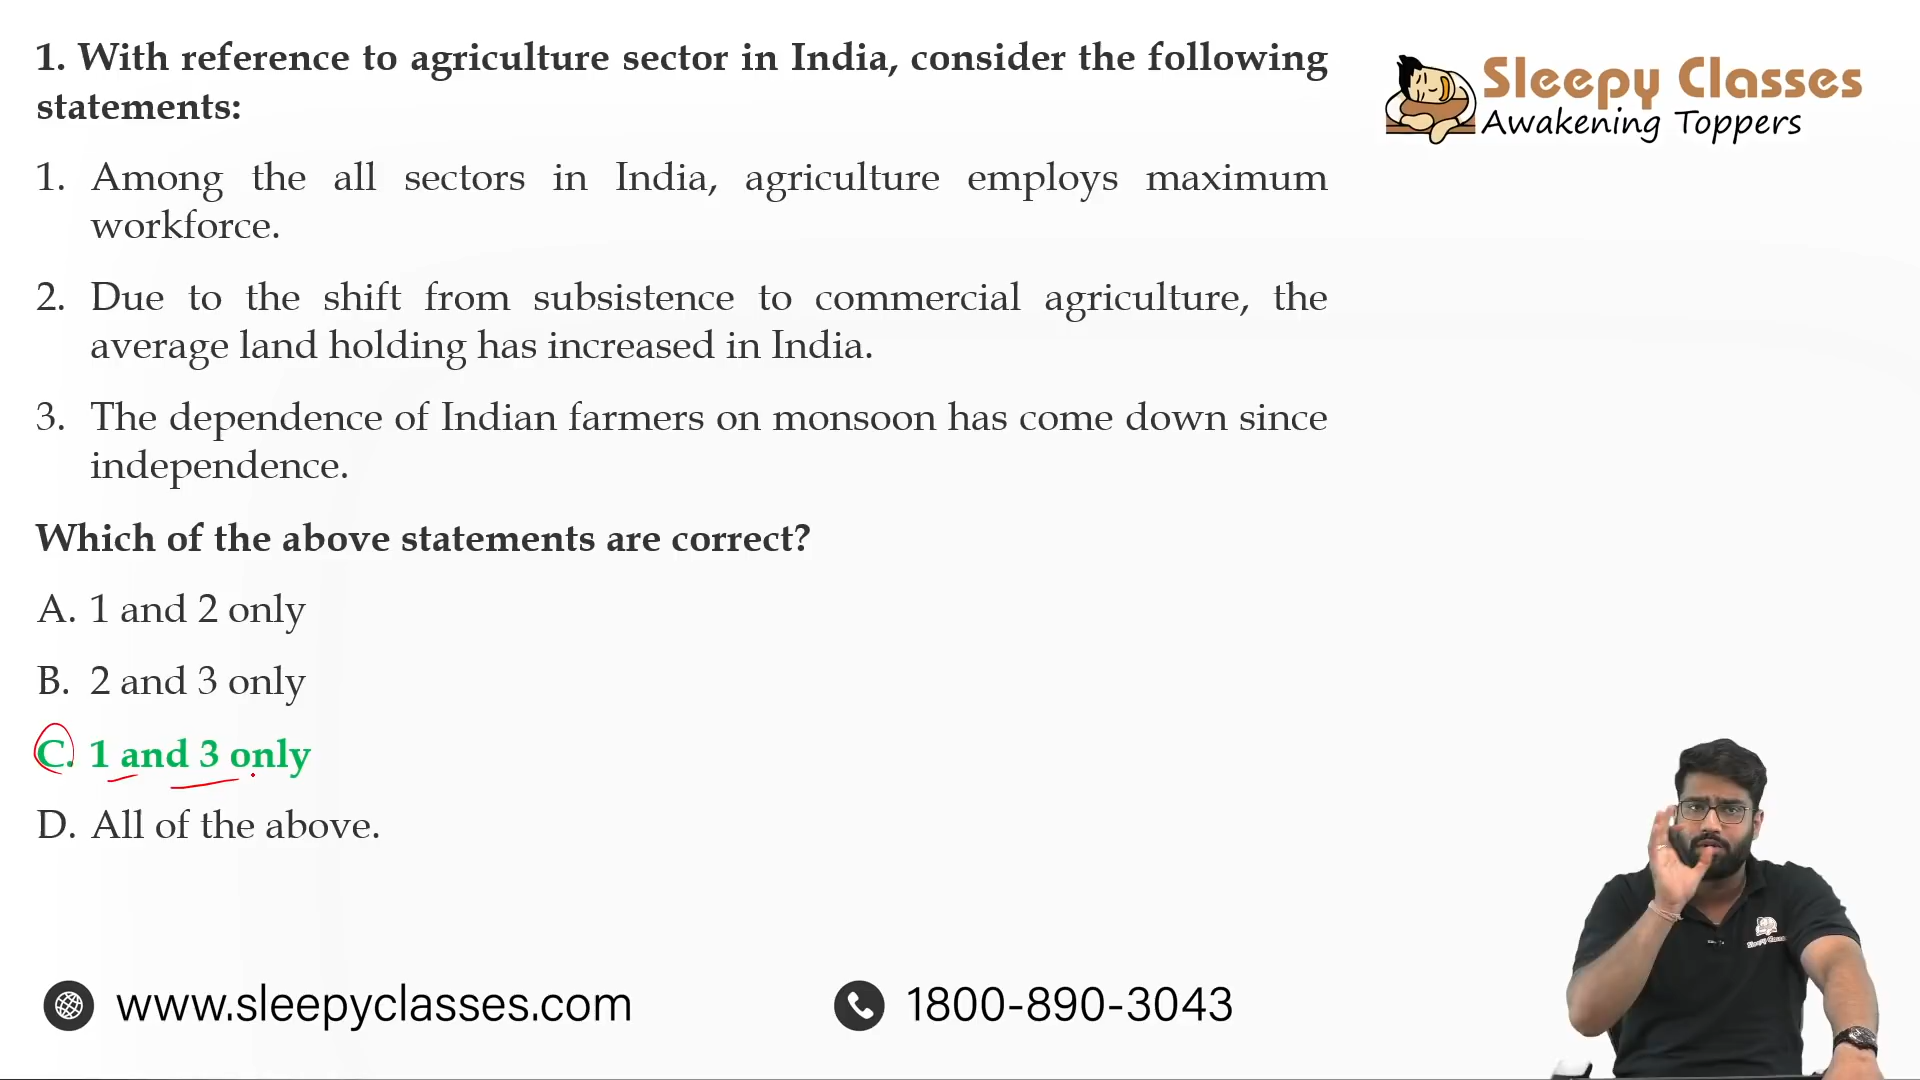 1. With reference to agriculture sector in India, consider the following
statements:
1. Among the all sectors in India, agriculture employs maximum
workforce.
2. Due to the shift from subsistence to commercial agriculture, the
average land holding has increased in India.
3. The dependence of Indian farmers on monsoon has come down since
independence.
Which of the above statements are correct?
A. 1 and 2 only
B. 2 and 3 only
C. 1 and 3 only
D. All of the above.
Sleepy Classes
Awakening Toppers
Sleepy Classes
www.sleepyclasses.com
1800-890-3043